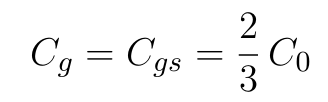 $C_g = C_{gs} = \frac{2}{3} C_0$